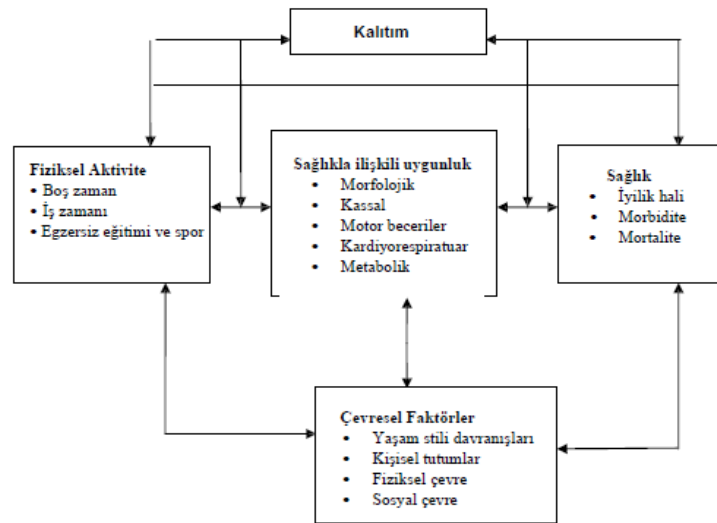 Kalıtım
Fiziksel Aktivite
• Boş zaman
• İş zamanı
• Egzersiz eğitimi ve spor
Sağlıkla ilişkili uygunluk
• Morfolojik
• Kassal
• Motor beceriler
• Kardiyorespiratuar
• Metabolik
Sağlık
• İyilik hali
• Morbidite
• Mortalite
Çevresel Faktörler
• Yaşam stili davranışları
• Kişisel tutumlar
• Fiziksel çevre
• Sosyal çevre